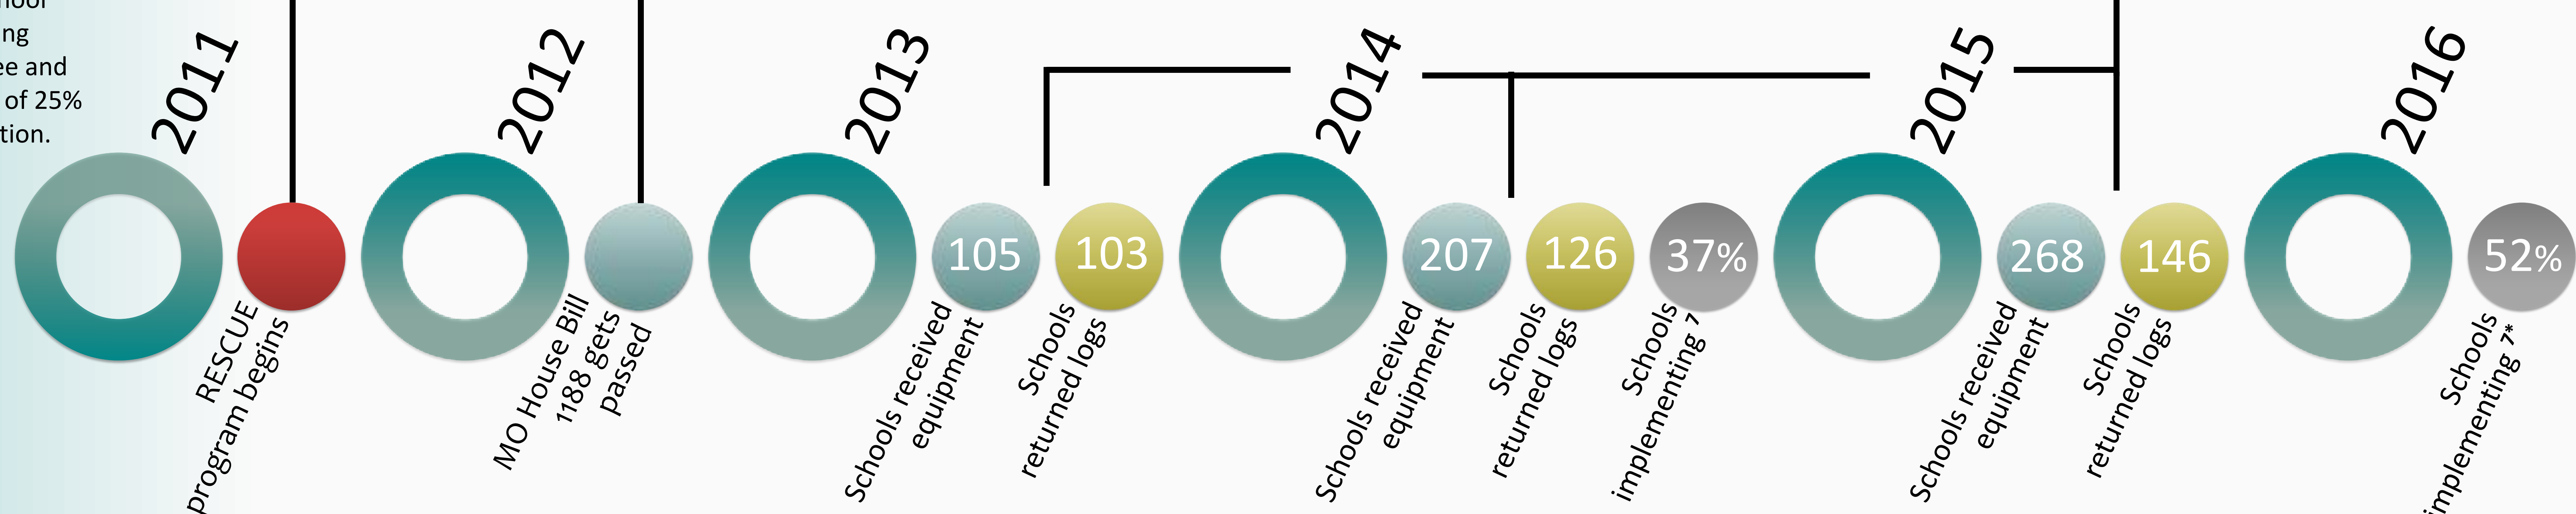 ng
ee and
of 25%
tion.
2011
RESCUE
program begins
2012
MO House Bill
1188 gets
passed
2013
105
Schools received
equipment
103
Schools
returned logs
2014
207
Schools received
equipment
126
Schools
returned logs
37%
Schools
implementing 7
2015
268
Schools received
equipment
146
Schools
returned logs
2016
52%
Schools
implementing 7*